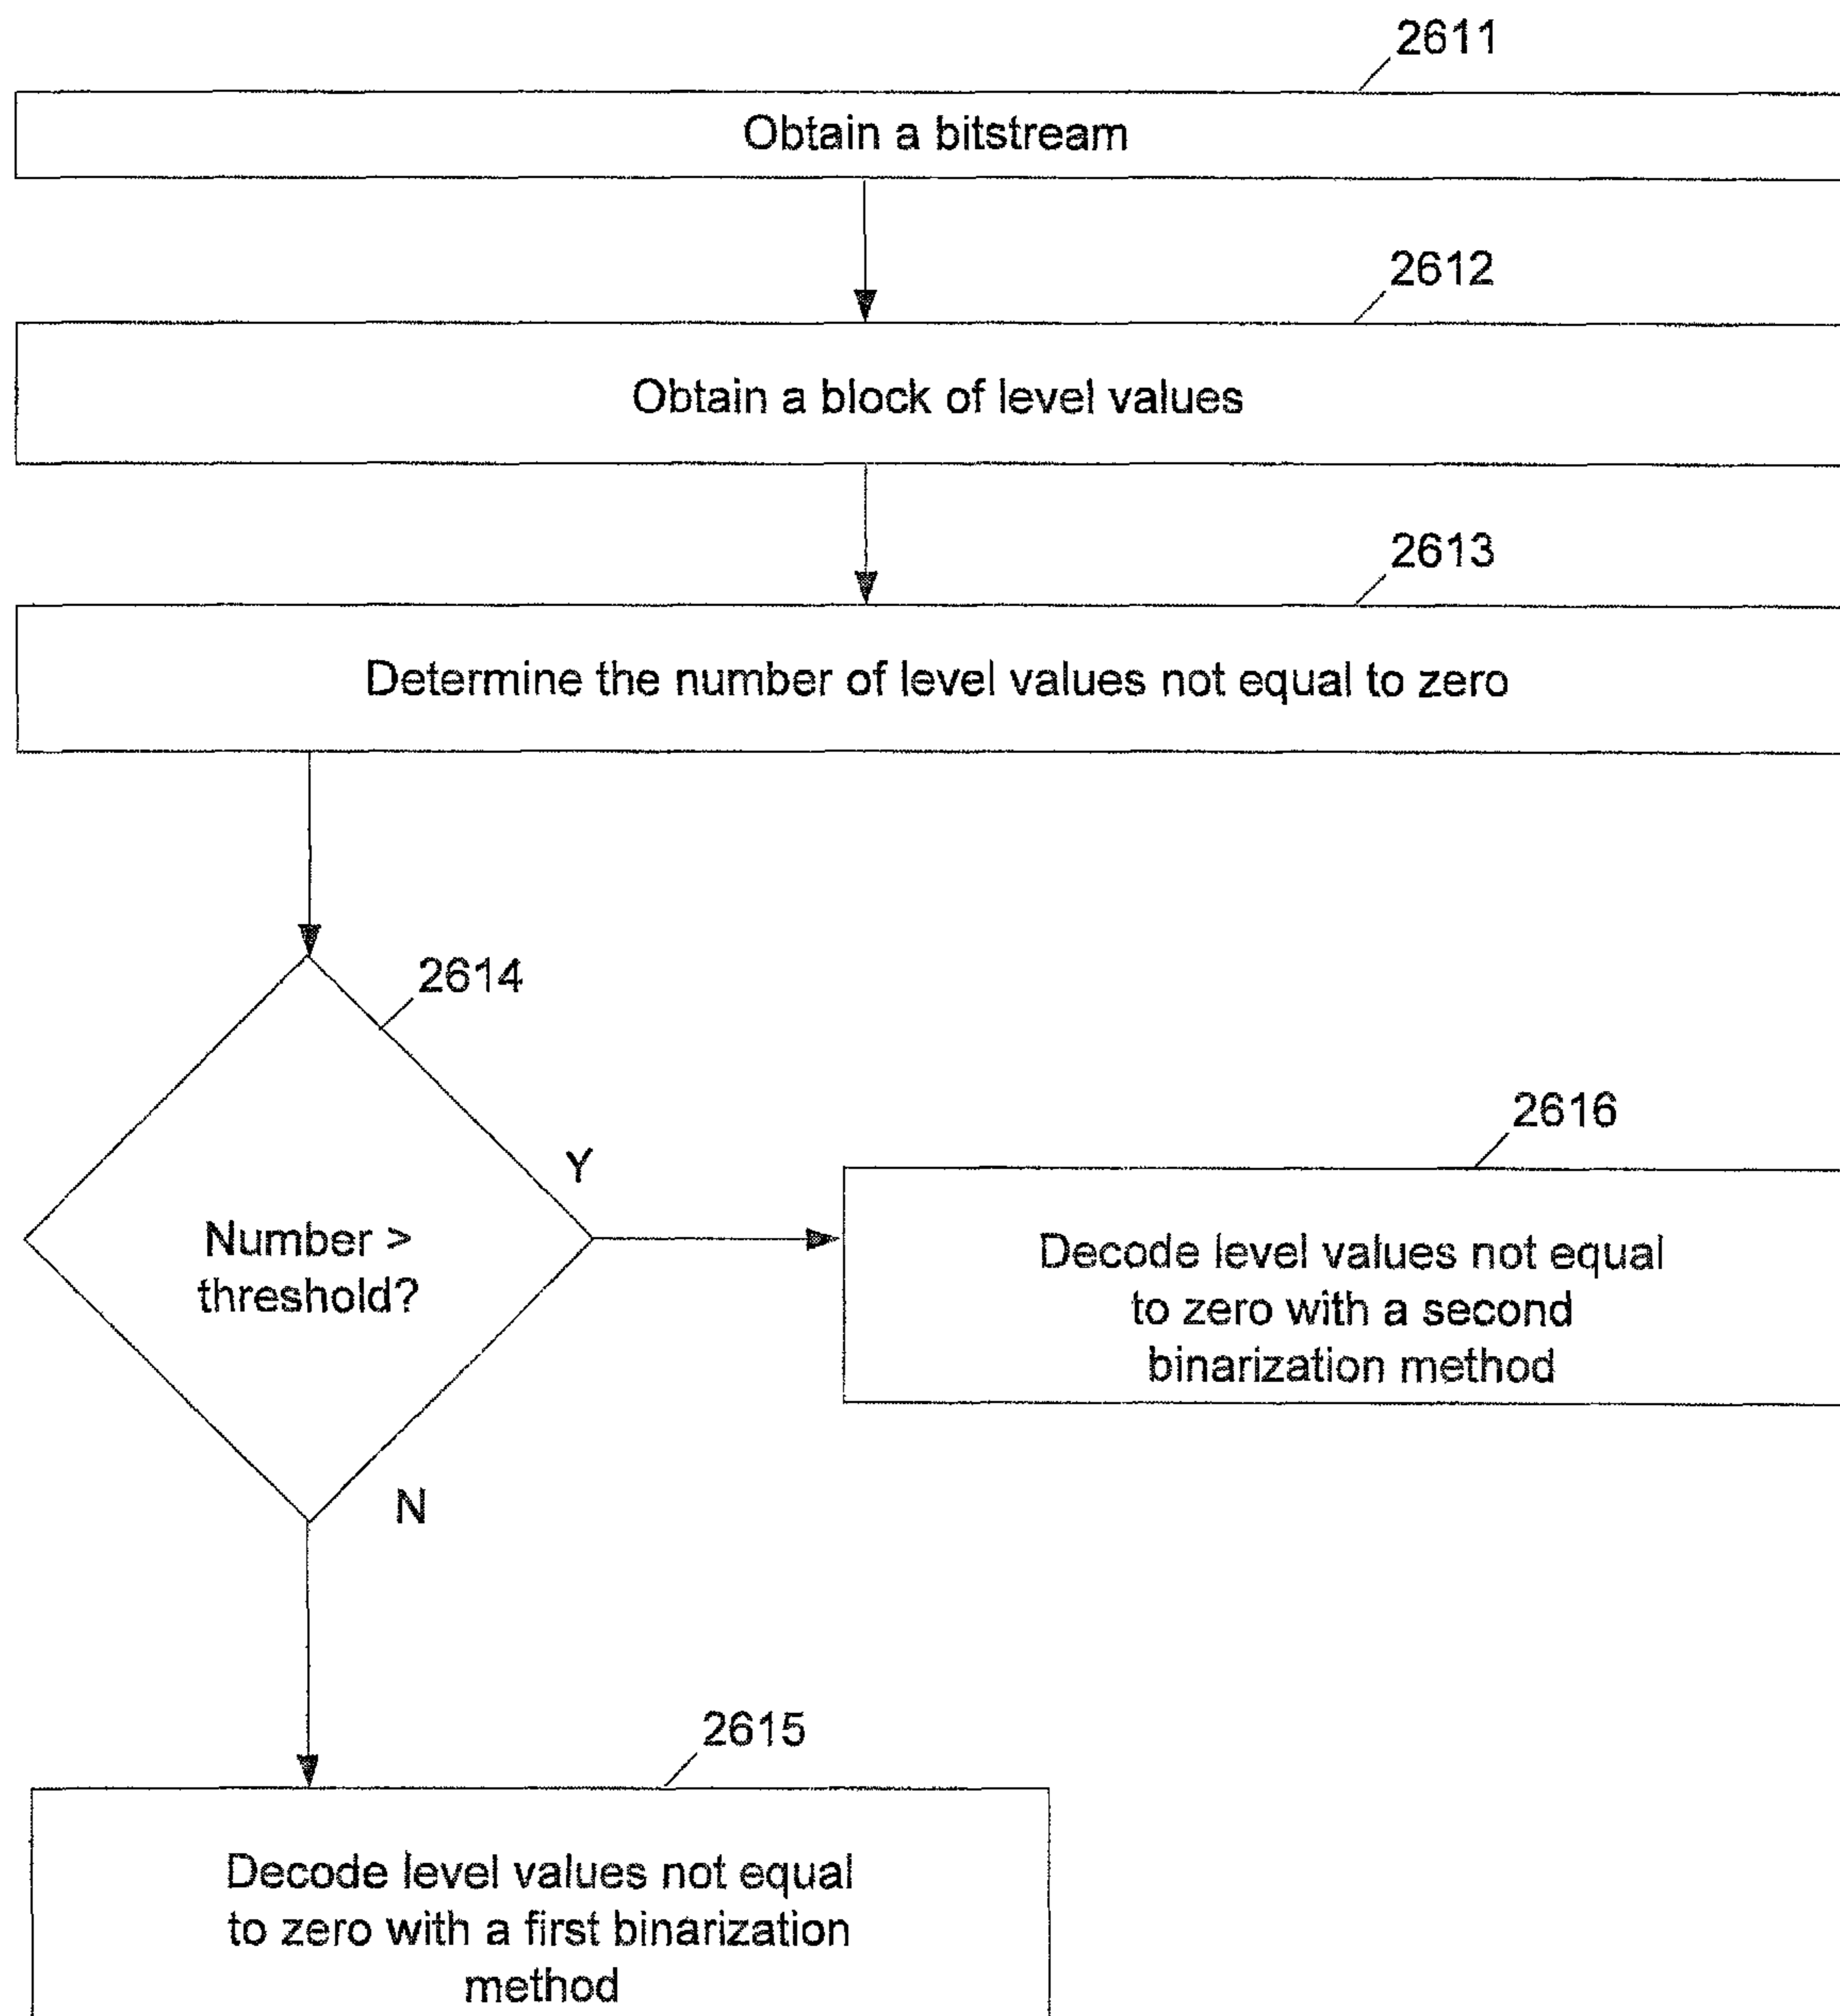 2611
Obtain a bitstream
2612
Obtain a block of level values
2613
Determine the number of level values not equal to zero
2614
Number >
threshold?
Y
N
2616
Decode level values not equal
to zero with a second
binarization method
2615
Decode level values not equal
to zero with a first binarization
method